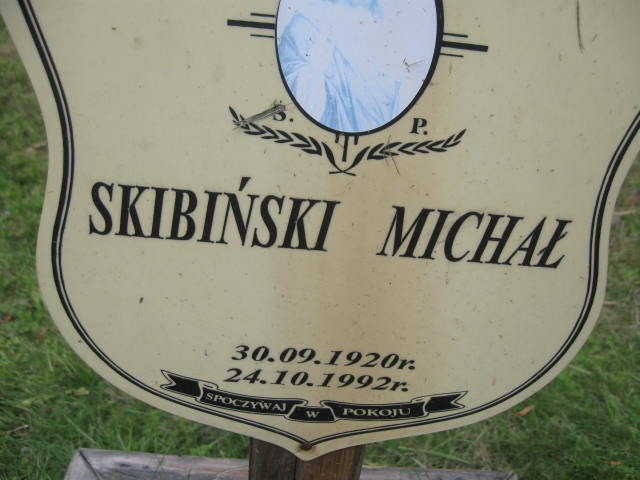 S. P.
SKIBIŃSKI MICHAŁ
30.09.1920r.
24.10.1992r.
SPOCZYWAJ W POKOJU